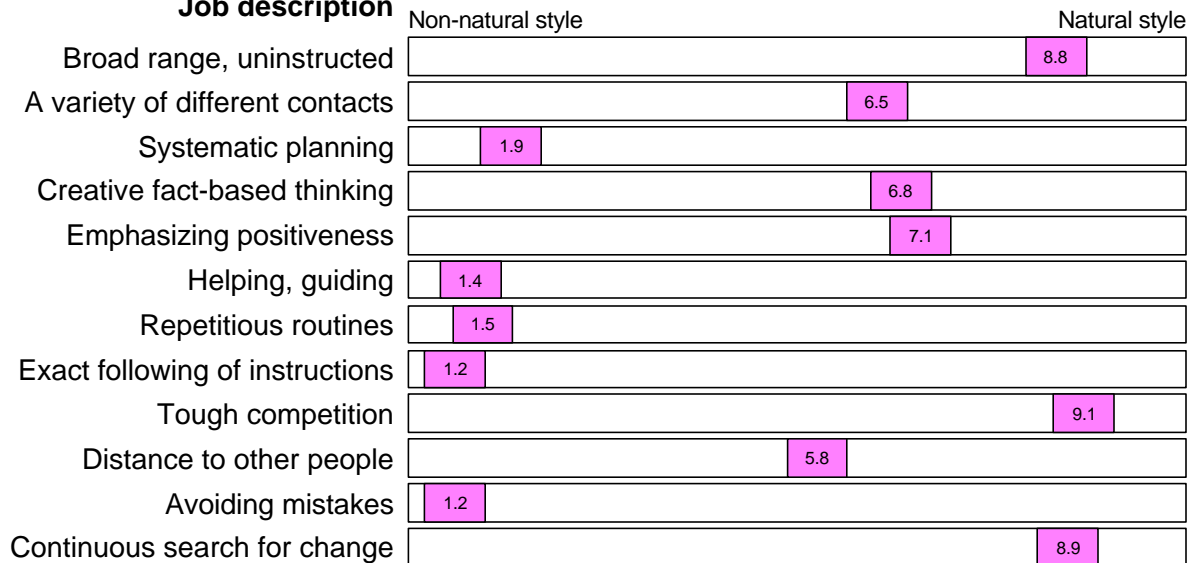 Job description Non-natural style Natural style
Broad range, uninstructed 8.8
A variety of different contacts 6.5
Systematic planning 1.9
Creative fact-based thinking 6.8
Emphasizing positiveness 7.1
Helping, guiding 1.4
Repetitious routines 1.5
Exact following of instructions 1.2
Tough competition 9.1
Distance to other people 5.8
Avoiding mistakes 1.2
Continuous search for change 8.9